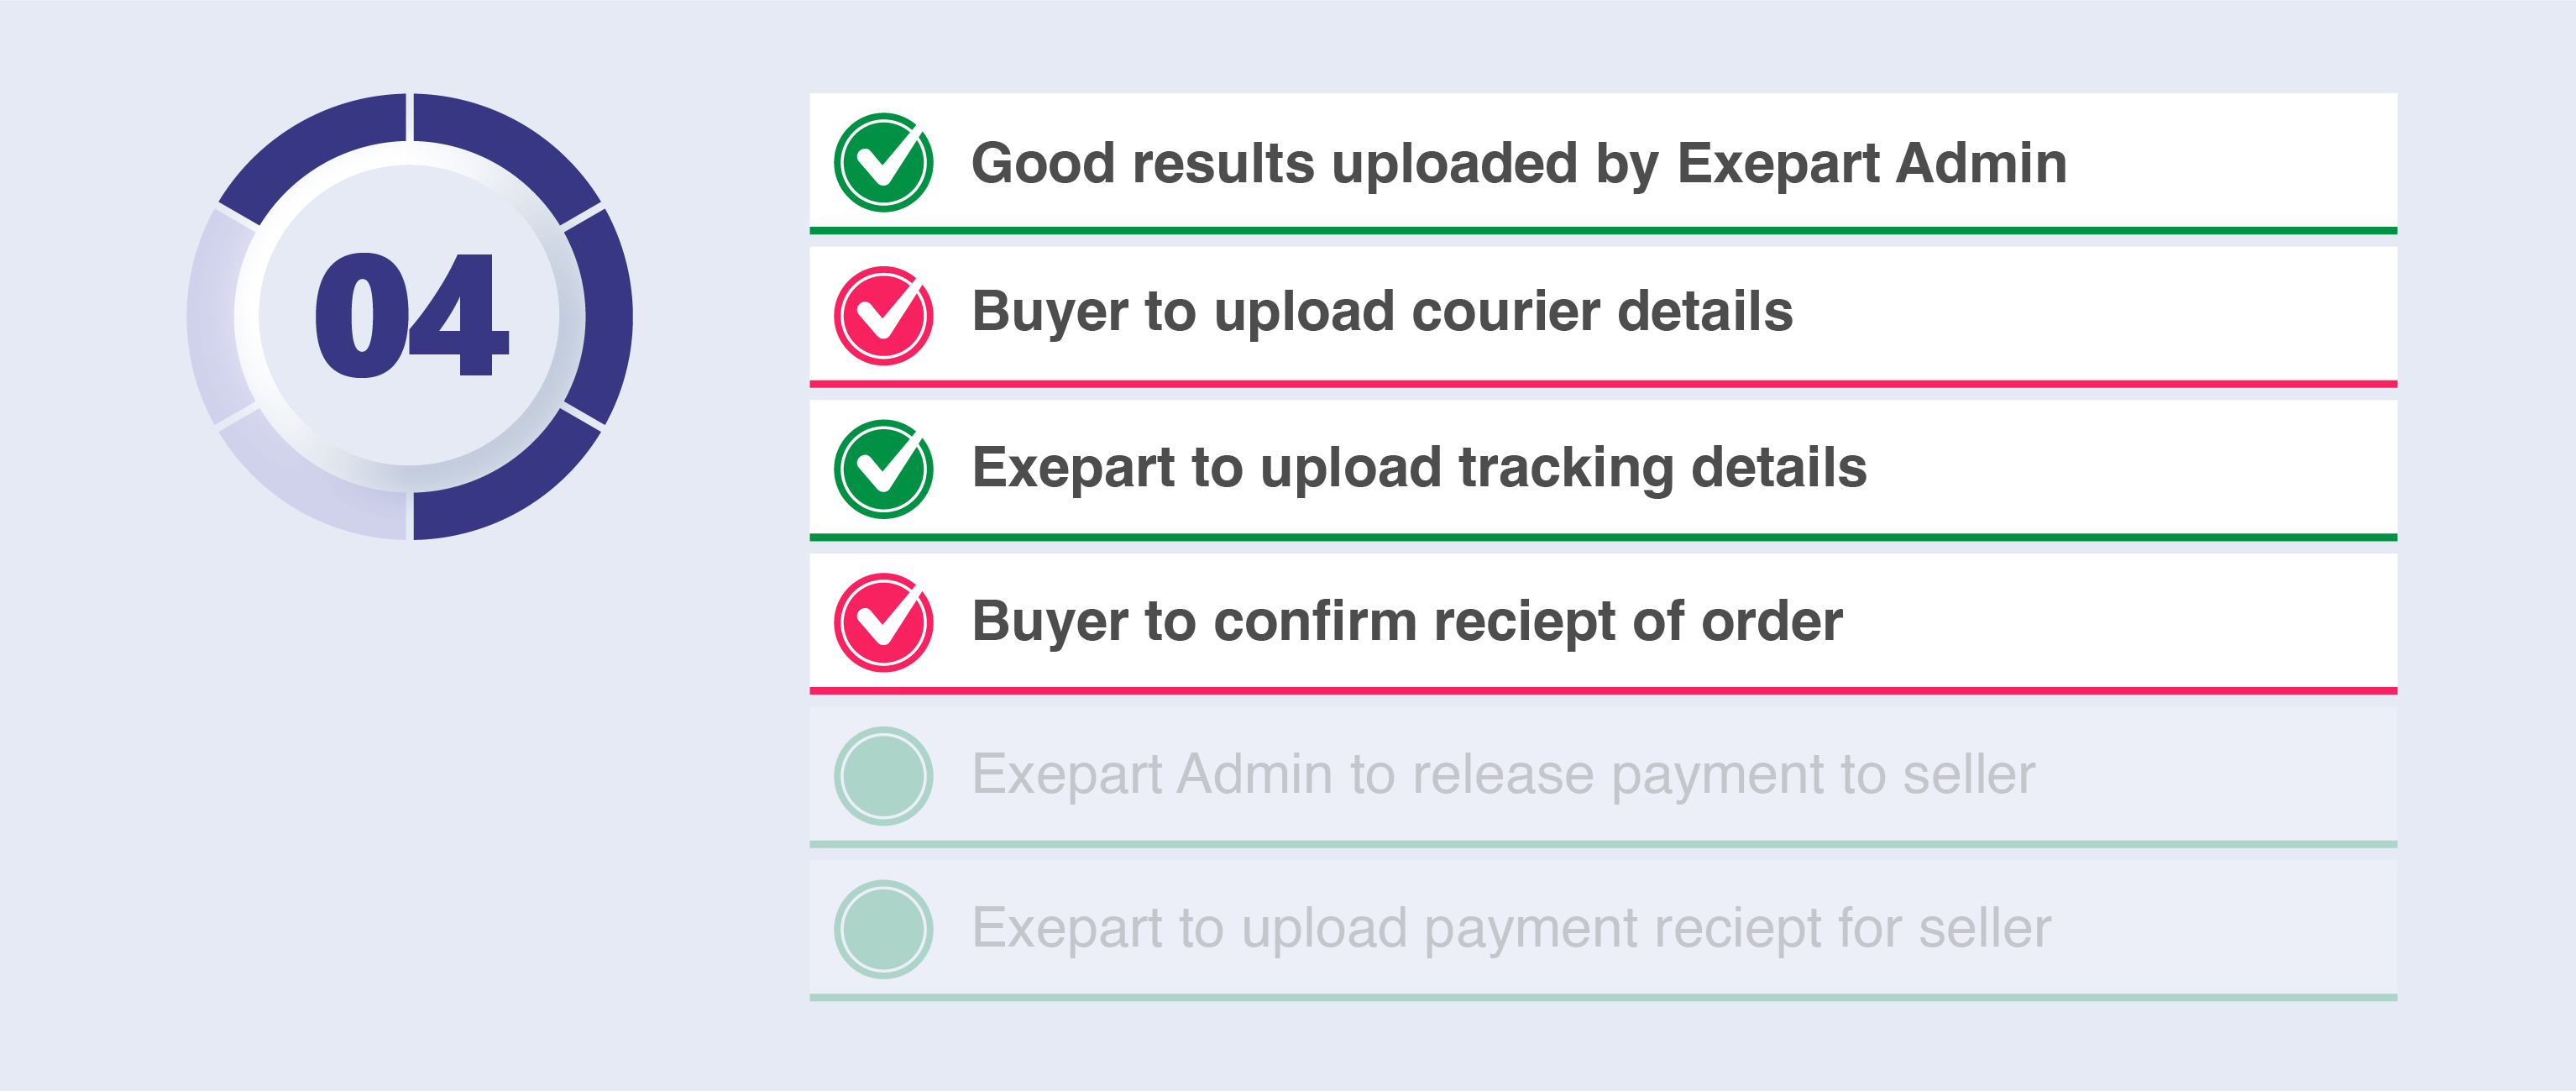 04
Good results uploaded by Exepart Admin
Buyer to upload courier details
Exepart to upload tracking details
Buyer to confirm reciept of order
Exepart Admin to release payment to seller
Exepart to upload payment reciept for seller